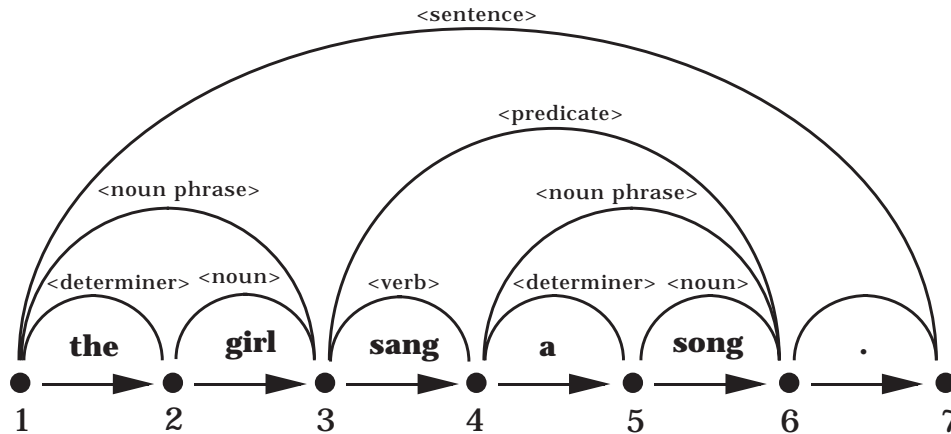 <sentence>
<predicate>
<noun phrase> <noun phrase>
<determiner> <noun> <verb> <determiner> <noun>
the girl sang a song .
1 2 3 4 5 6 7